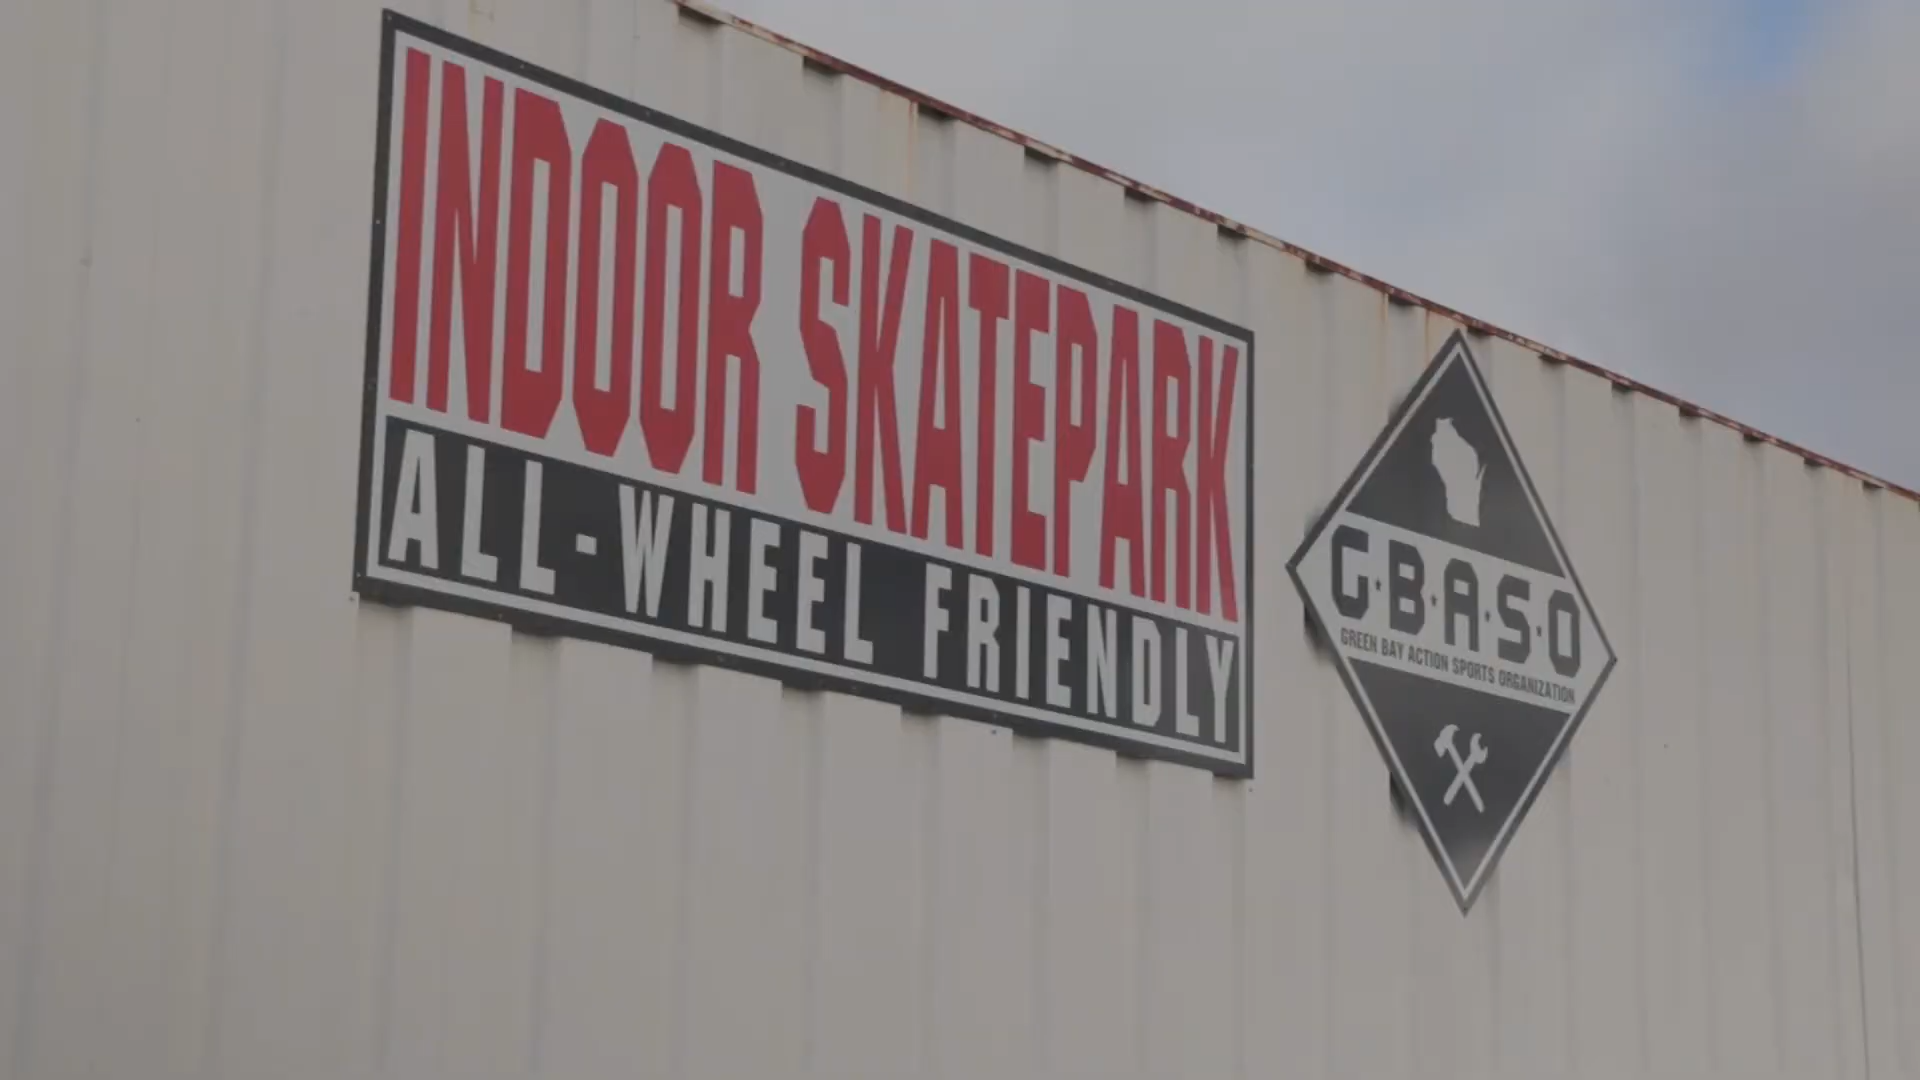 INDOOR SKATEPARK
ALL-WHEEL FRIENDLY
G★B★A★S★O
GREEN BAY ACTION SPORTS ORGANIZATION